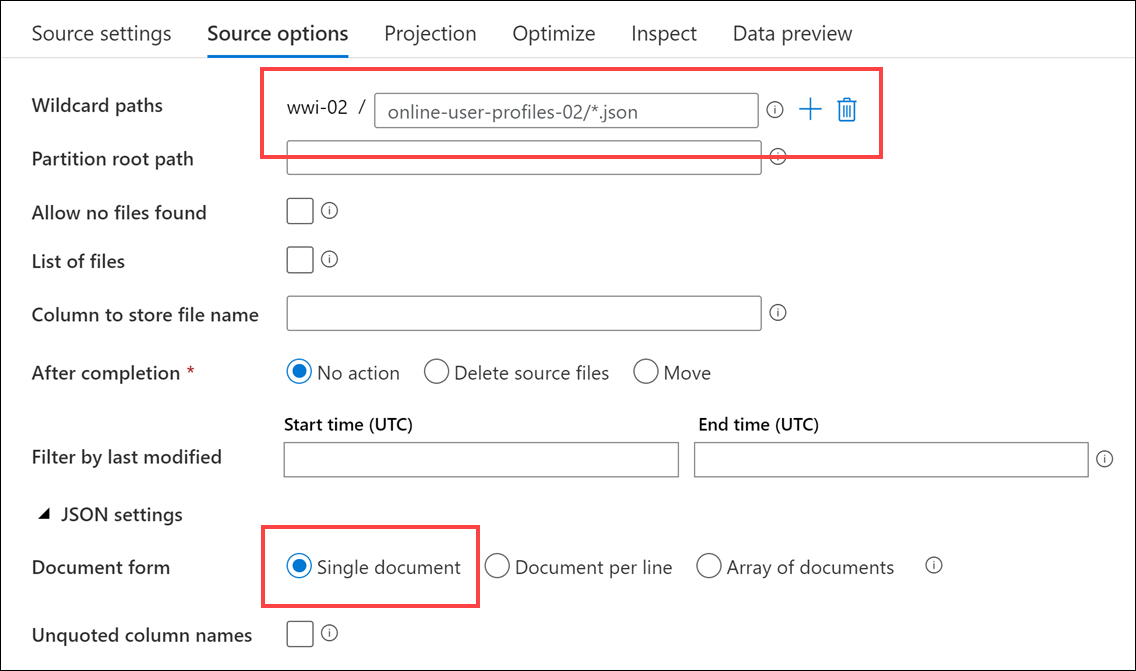 Source settings Source options Projection Optimize Inspect Data preview
Wildcard paths wwi-02 / online-user-profiles-02/*.json
Partition root path
Allow no files found
List of files
Column to store file name
After completion * No action Delete source files Move
Start time (UTC) End time (UTC)
Filter by last modified
JSON settings
Document form Single document Document per line Array of documents
Unquoted column names